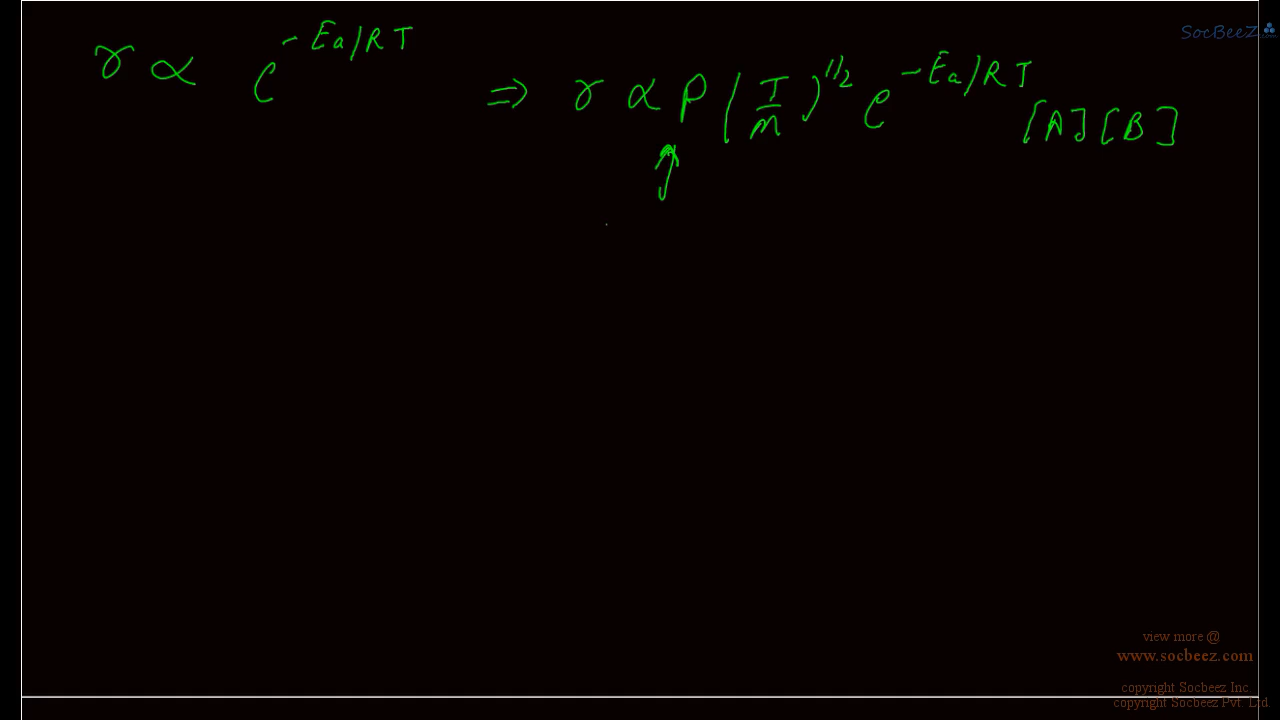 SocBeeZ.com
r ∝ e^{-Ea/RT} ⇒ r ∝ P (T/m)^{1/2} e^{-Ea/RT} [A][B]
view more @
www.socbeez.com
copyright Socbeez Inc
copyright Socbeez Pvt Ltd